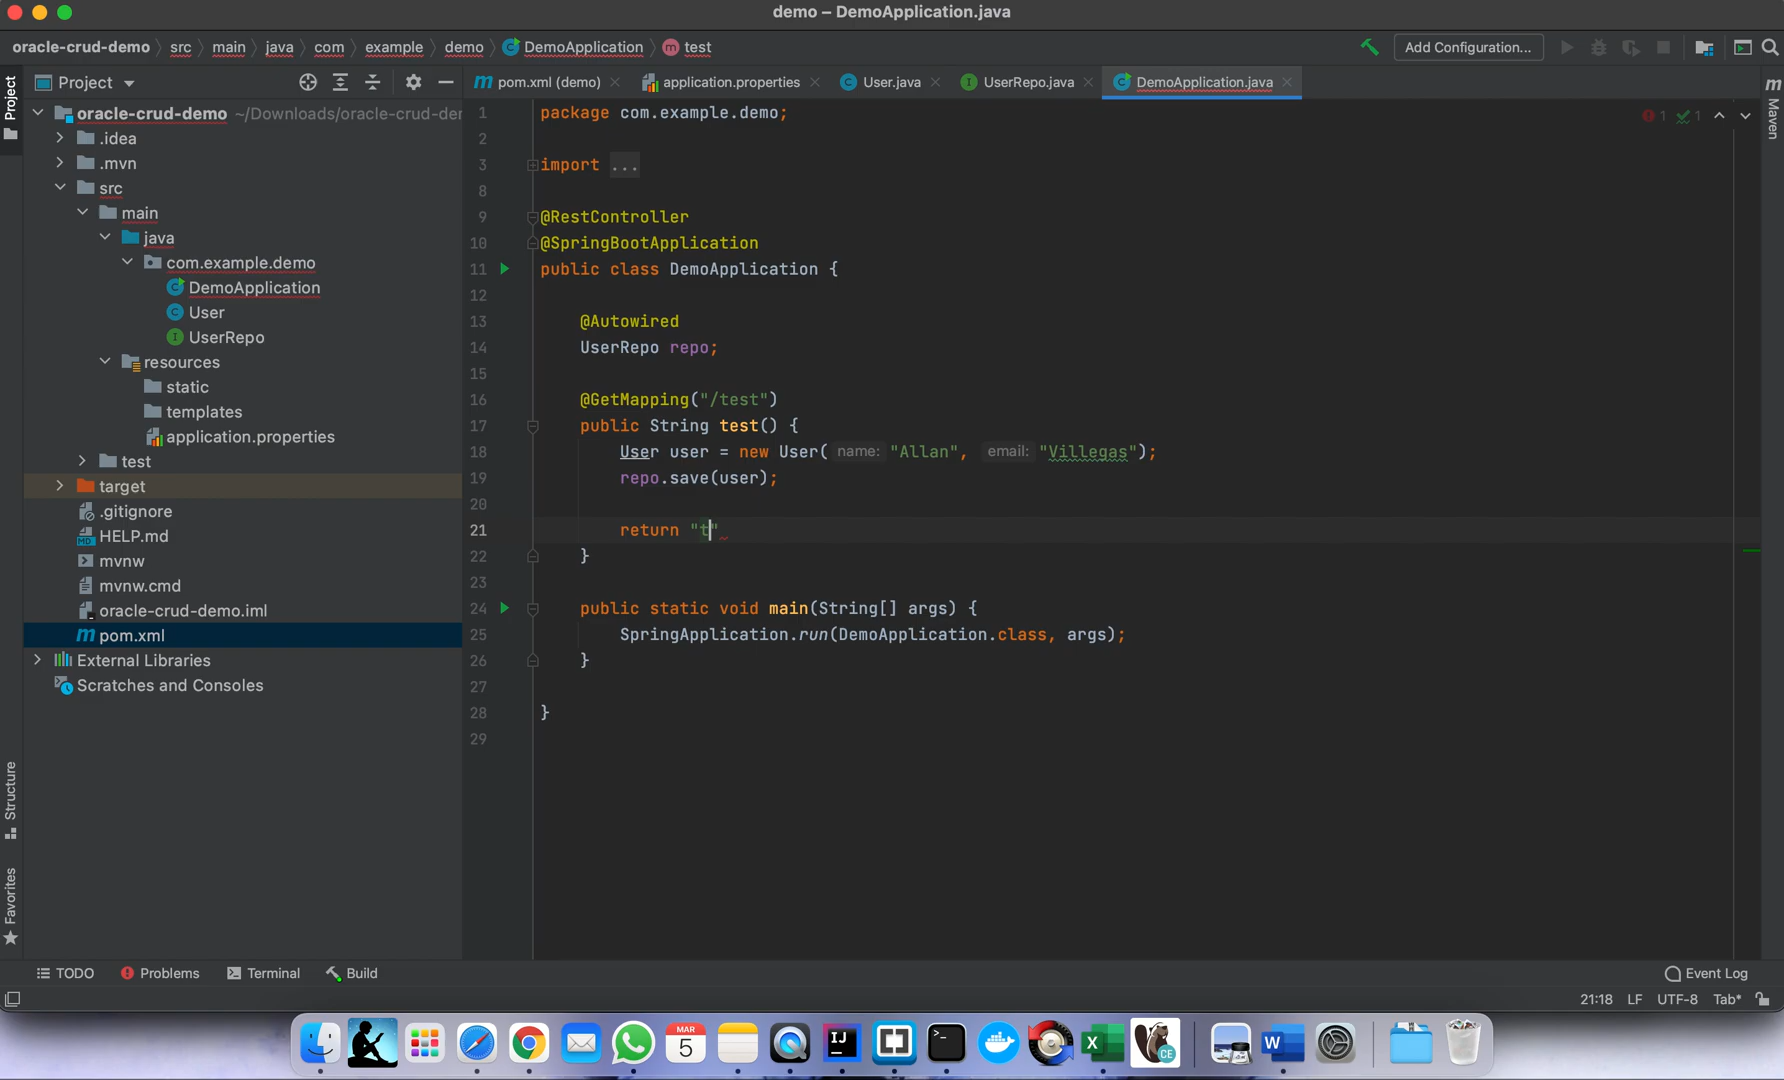 demo – DemoApplication.java
oracle-crud-demo src main java com example demo DemoApplication m test
Add Configuration...
Project
pom.xml (demo) application.properties User.java UserRepo.java DemoApplication.java
Project
Structure
Favorites
Maven
oracle-crud-demo ~/Downloads/oracle-crud-der
.idea
.mvn
src
main
java
com.example.demo
DemoApplication
User
UserRepo
resources
static
templates
application.properties
test
target
.gitignore
HELP.md
mvnw
mvnw.cmd
oracle-crud-demo.iml
pom.xml
External Libraries
Scratches and Consoles
1 package com.example.demo;
2
3 import ...
8
9 @RestController
10 @SpringBootApplication
11 public class DemoApplication {
12
13 @Autowired
14 UserRepo repo;
15
16 @GetMapping("/test")
17 public String test() {
18 User user = new User( name: "Allan", email: "Villegas");
19 repo.save(user);
20
21 return "t"
22 }
23
24 public static void main(String[] args) {
25 SpringApplication.run(DemoApplication.class, args);
26 }
27
28 }
29
1 1
TODO Problems Terminal Build Event Log
21:18 LF UTF-8 Tab*
MAR
5
IJ
X
CE
W